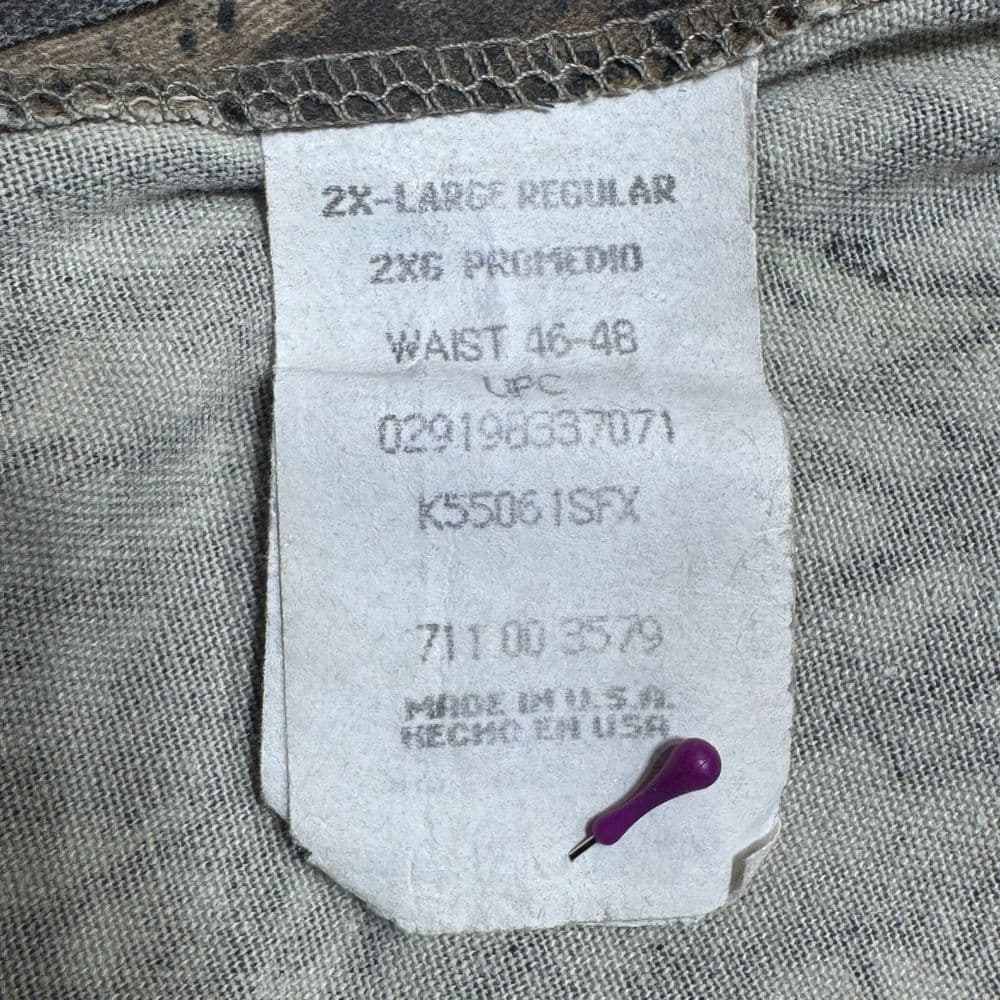 2X-LARGE REGULAR
2XG PROMEDIO
WAIST 46-48
UPC
029198637071
K55061SFX
711 00 3579
MADE IN U.S.A.
HECHO EN USA